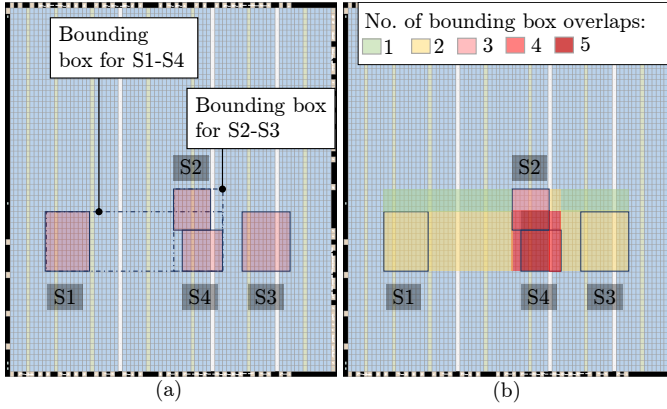 Bounding
box for S1-S4
Bounding box
for S2-S3
S2
S1
S4
S3
(a)
No. of bounding box overlaps:
1 2 3 4 5
S2
S1
S4
S3
(b)